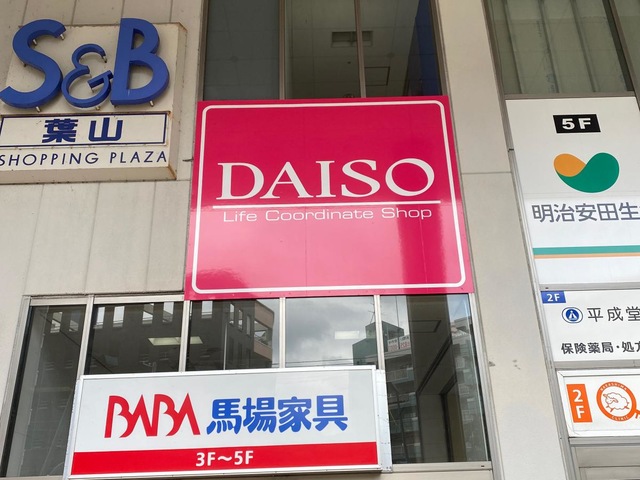 S&B
葉山
SHOPPING PLAZA
DAISO
Life Coordinate Shop
BABA 馬場家具
3F～5F
5F
明治安田生
2F
平成堂
保険薬局・処方
2F